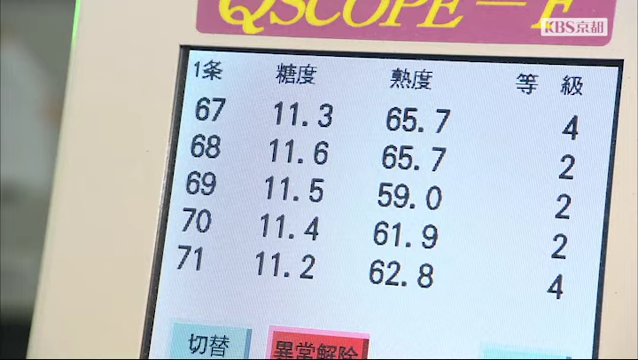 QSCOPE-F
KBS京都
1条 糖度 熟度 等 級
67 11.3 65.7 4
68 11.6 65.7 2
69 11.5 59.0 2
70 11.4 61.9 2
71 11.2 62.8 4
切替 異常解除